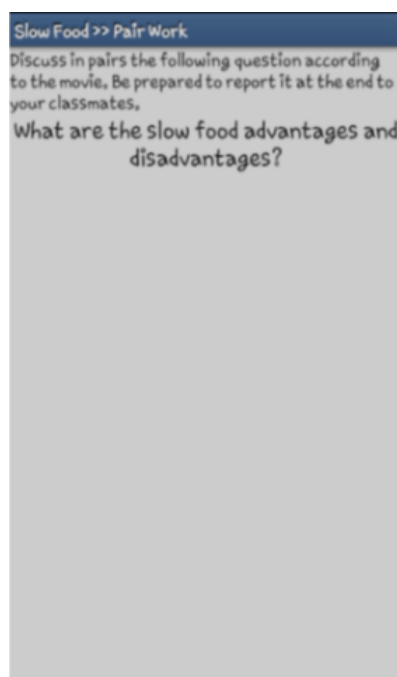 Slow Food >> Pair Work
Discuss in pairs the following question according
to the movie. Be prepared to report it at the end to
your classmates.
What are the slow food advantages and
disadvantages?